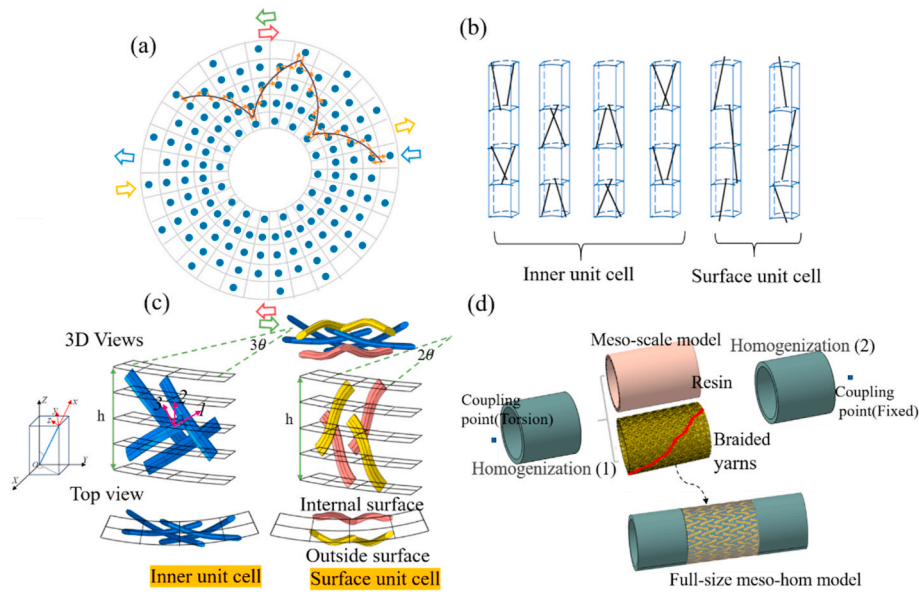 (a)
(b)
Inner unit cell
Surface unit cell
(c)
3D Views
3θ
2θ
h
3
2
1
h
Z
x
X
z
O
Y
X
Top view
Internal surface
Outside surface
Inner unit cell
Surface unit cell
(d)
Meso-scale model
Homogenization (2)
Resin
Coupling
point(Torsion)
Coupling
point(Fixed)
Braided
yarns
Homogenization (1)
Full-size meso-hom model